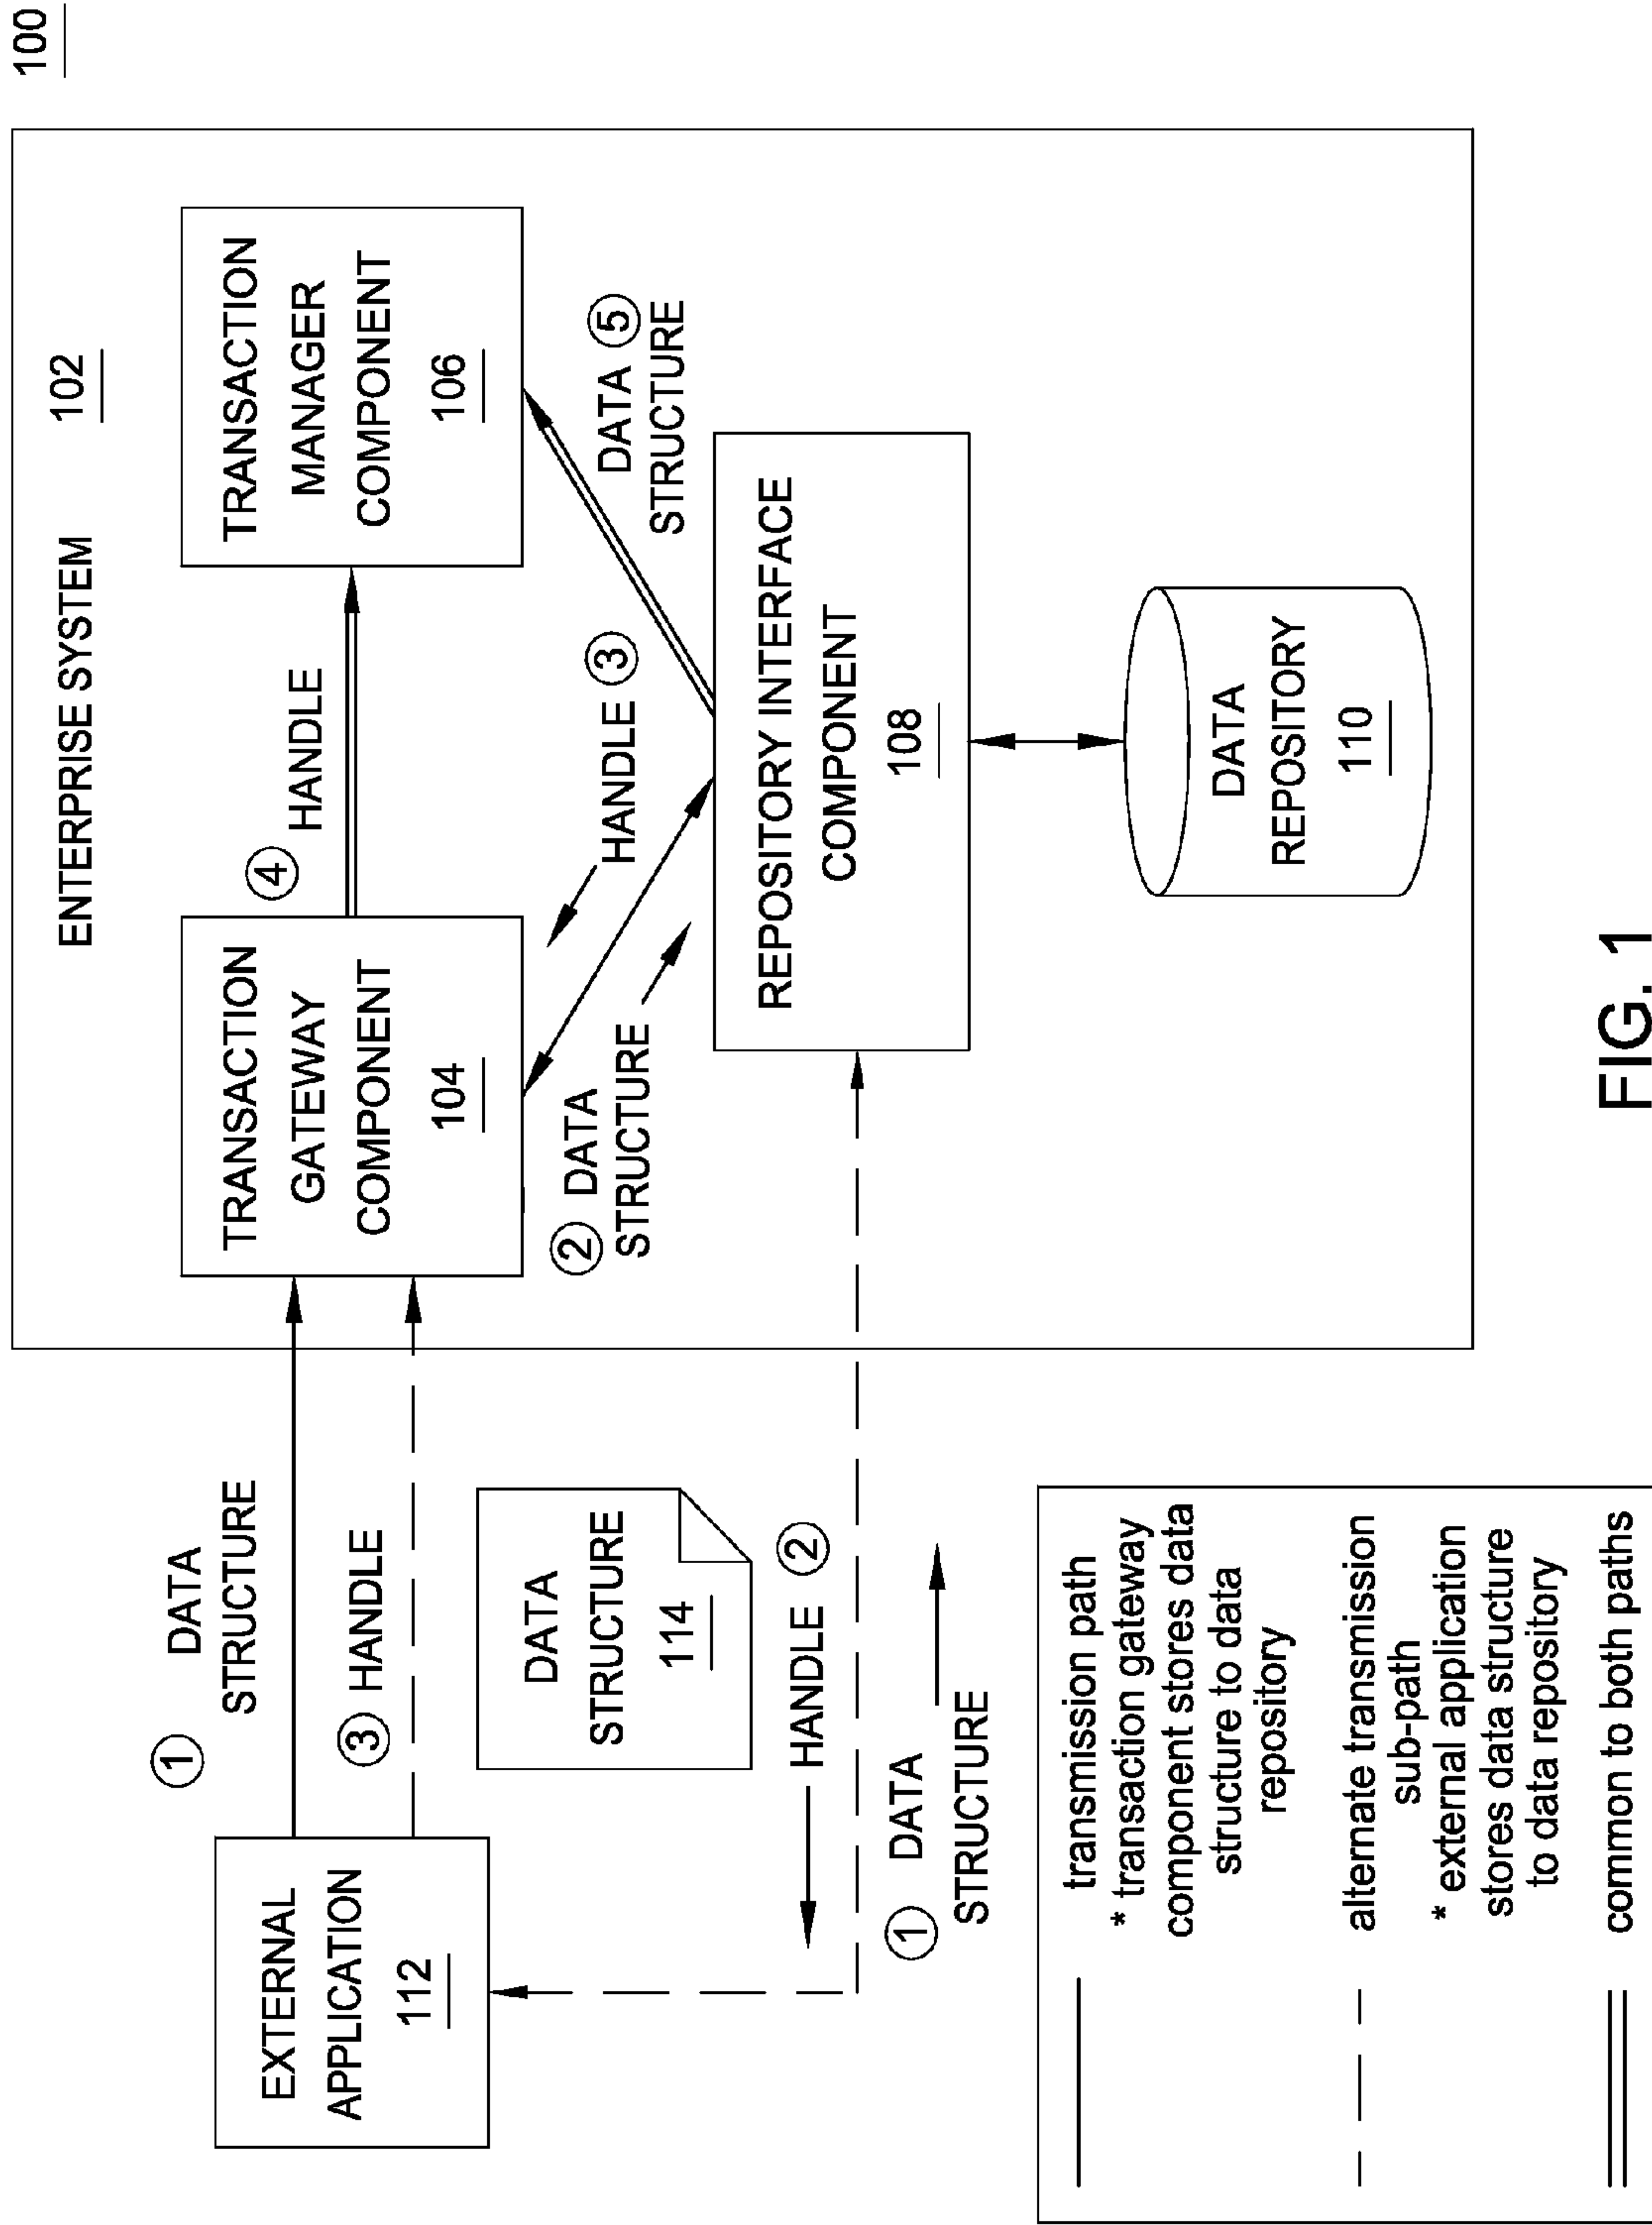 100
ENTERPRISE SYSTEM
102
EXTERNAL
APPLICATION
112
① DATA
STRUCTURE
③ HANDLE
TRANSACTION
GATEWAY
COMPONENT
104
④ HANDLE
TRANSACTION
MANAGER
COMPONENT
106
DATA
STRUCTURE
114
② DATA
STRUCTURE
HANDLE ③
DATA ⑤
STRUCTURE
HANDLE ②
① DATA
STRUCTURE
REPOSITORY INTERFACE
COMPONENT
108
DATA
REPOSITORY
110
transmission path
* transaction gateway
component stores data
structure to data
repository
alternate transmission
sub-path
* external application
stores data structure
to data repository
common to both paths
FIG. 1